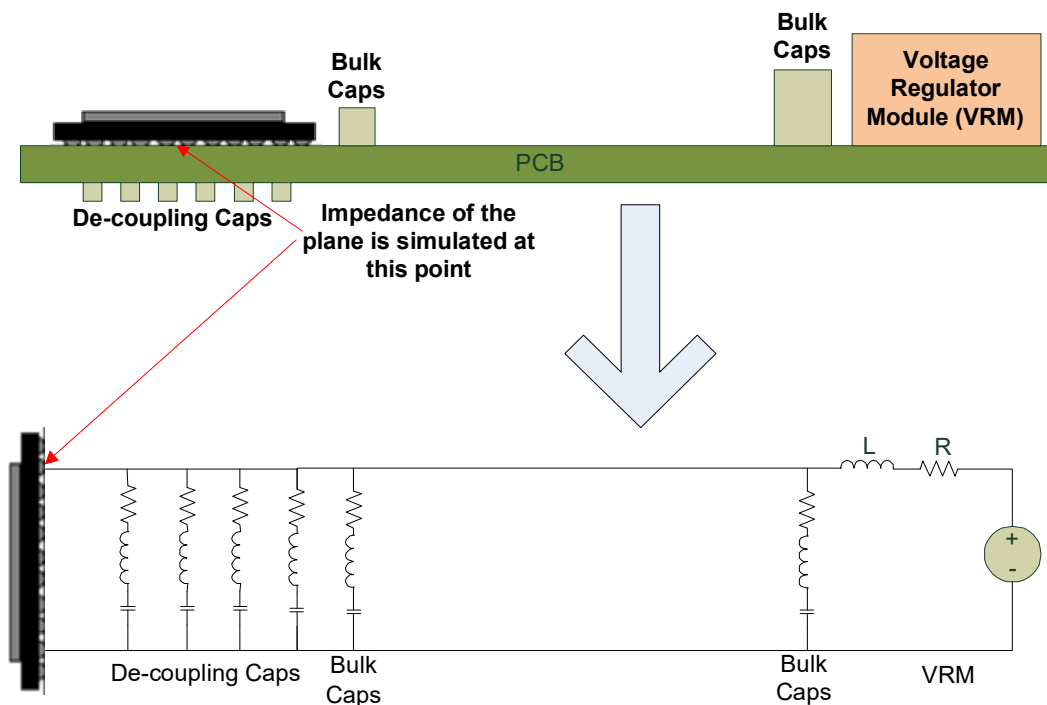 Bulk
Caps
Bulk
Caps
Voltage
Regulator
Module (VRM)
PCB
De-coupling Caps
Impedance of the
plane is simulated at
this point
L
R
+
-
De-coupling Caps
Bulk
Caps
Bulk
Caps
VRM